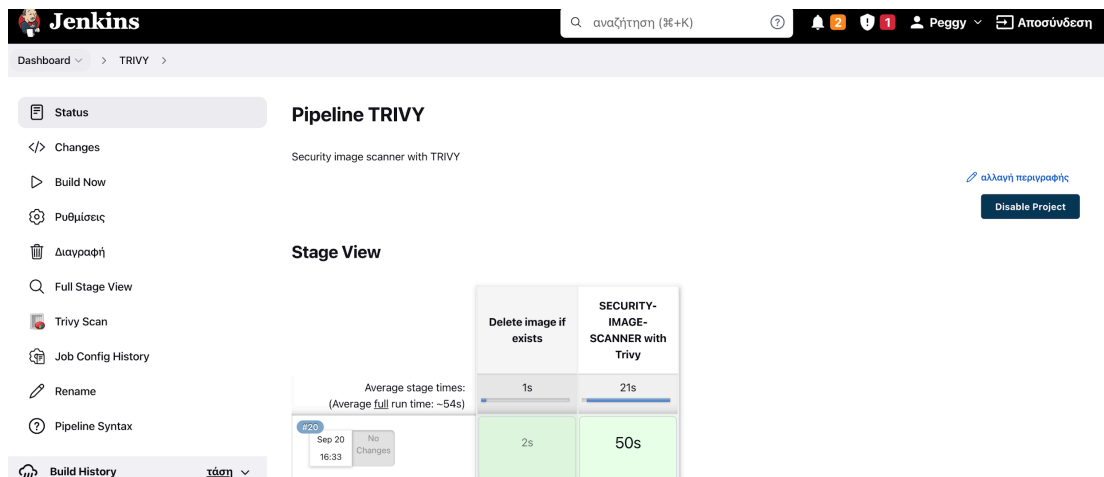 Jenkins
αναζήτηση (⌘+K)
2
1
Peggy
Αποσύνδεση
Dashboard
TRIVY
Status
Changes
Build Now
Ρυθμίσεις
Διαγραφή
Full Stage View
Trivy Scan
Job Config History
Rename
Pipeline Syntax
Build History
τάση
Pipeline TRIVY
Security image scanner with TRIVY
αλλαγή περιγραφής
Disable Project
Stage View
Delete image if
exists
SECURITY-
IMAGE-
SCANNER with
Trivy
Average stage times:
(Average full run time: ~54s)
1s
21s
#20
Sep 20
16:33
No
Changes
2s
50s